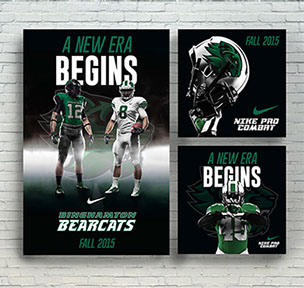 A NEW ERA
BEGINS
12
8
BINGHAMTON
BEARCATS
FALL 2015
FALL 2015
NIKE PRO
COMBAT
A NEW ERA
BEGINS
NIKE PRO
COMBAT